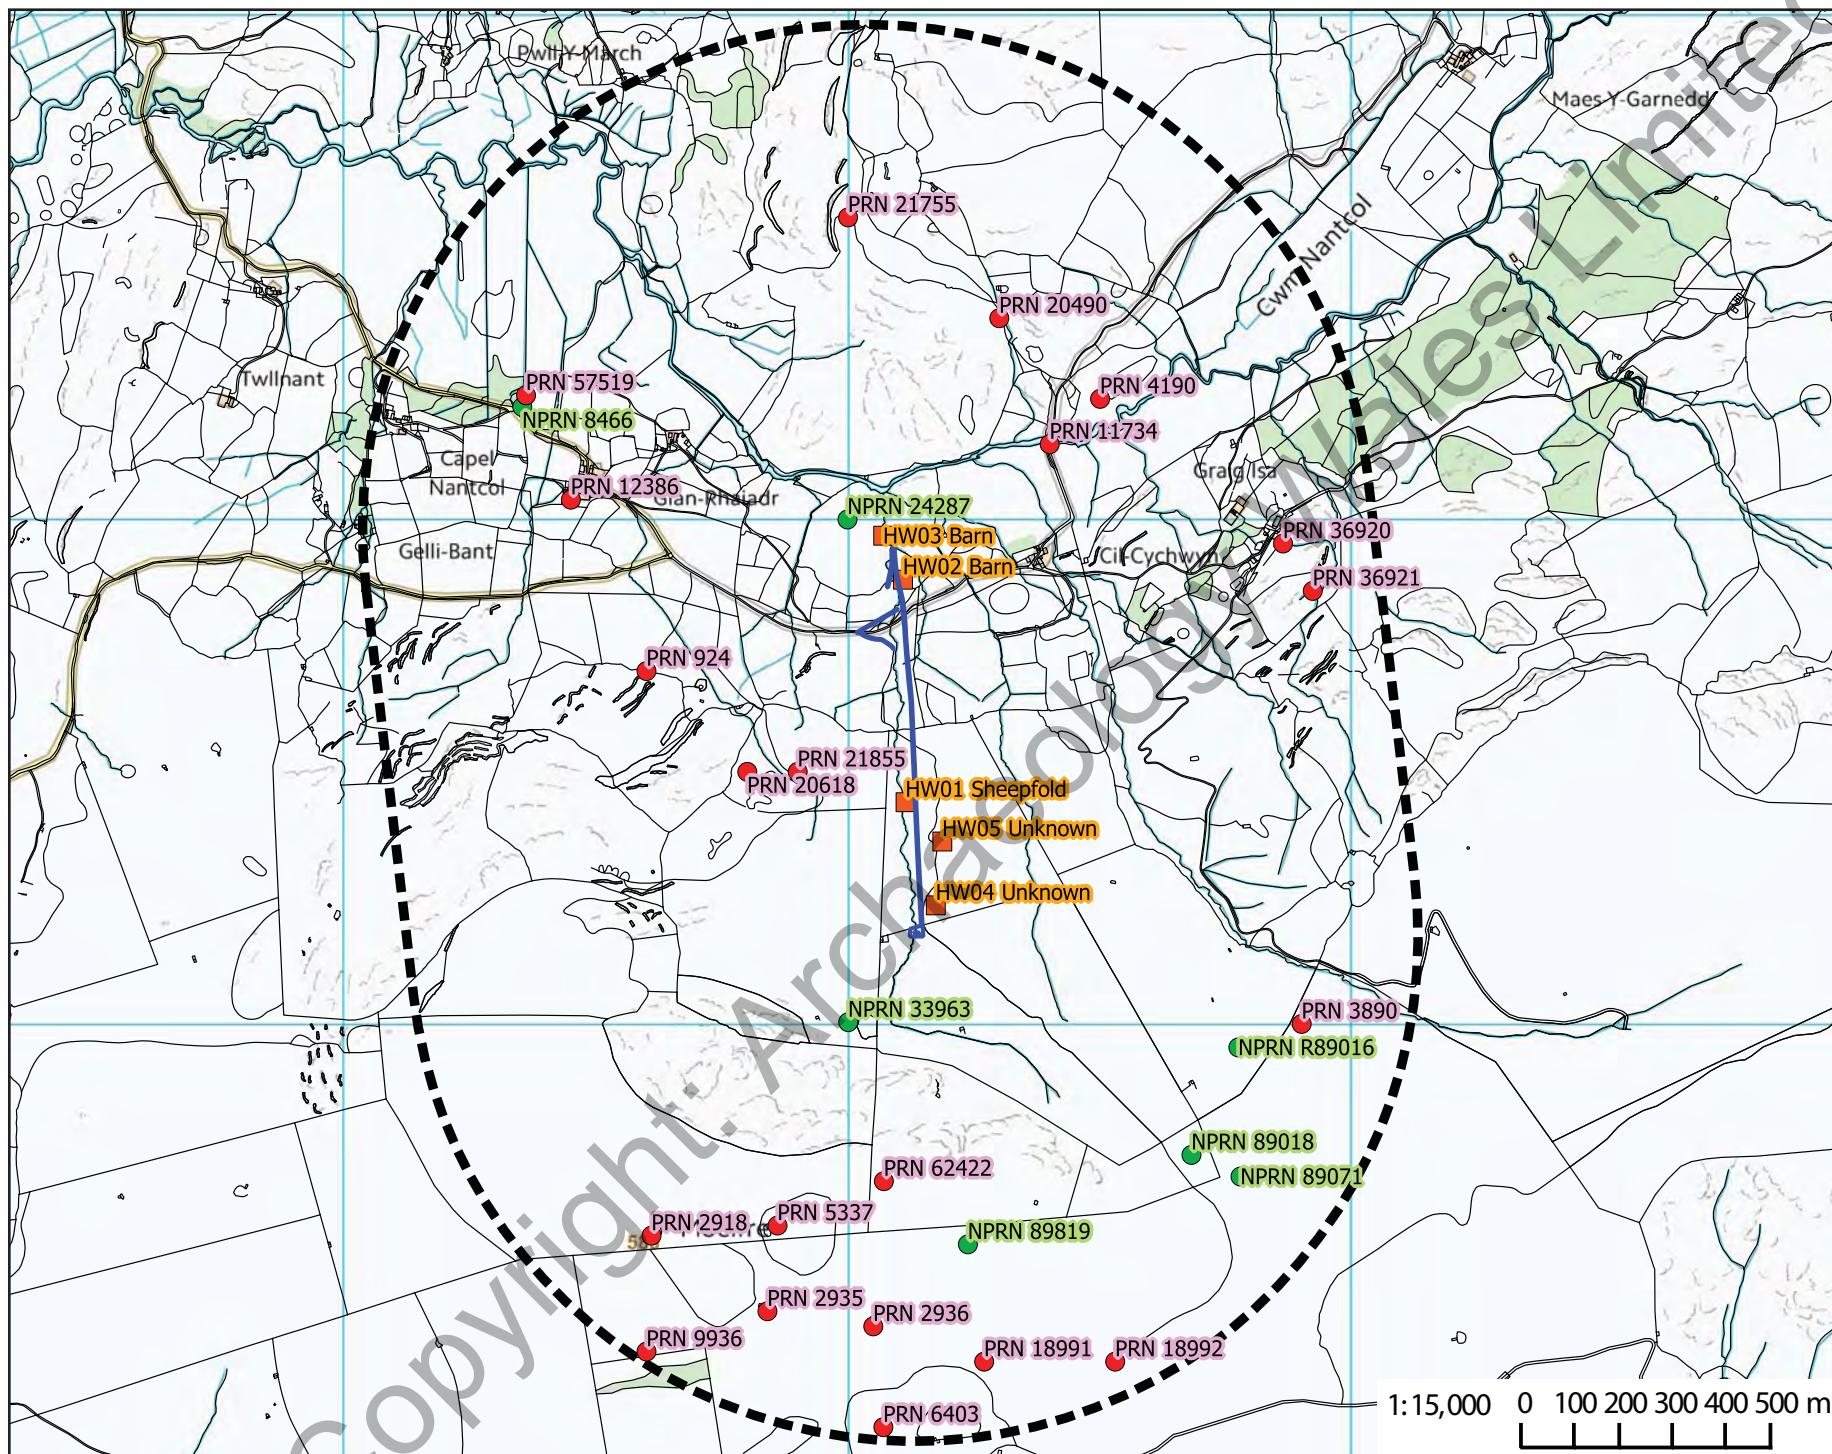 Pwll-Y-March
Maes-Y-Garnedd
PRN 21755
Cwm Nantcol
PRN 20490
Twllnant
PRN 57519
PRN 4190
NPRN 8466
PRN 11734
Capel
Nantcol
Graig Isa
PRN 12386
Glan-Rhaiadr
NPRN 24287
HW03 Barn
PRN 36920
Gelli-Bant
Cil-Cychwyn
HW02 Barn
PRN 36921
PRN 924
PRN 21855
PRN 20618
HW01 Sheepfold
HW05 Unknown
HW04 Unknown
NPRN 33963
PRN 3890
NPRN R89016
NPRN 89018
PRN 62422
NPRN 89071
PRN 2918
PRN 5337
NPRN 89819
PRN 2935
PRN 2936
PRN 9936
PRN 18991
PRN 18992
PRN 6403
1:15,000 0 100 200 300 400 500 m
Copyright: Archaeology Wales Limited